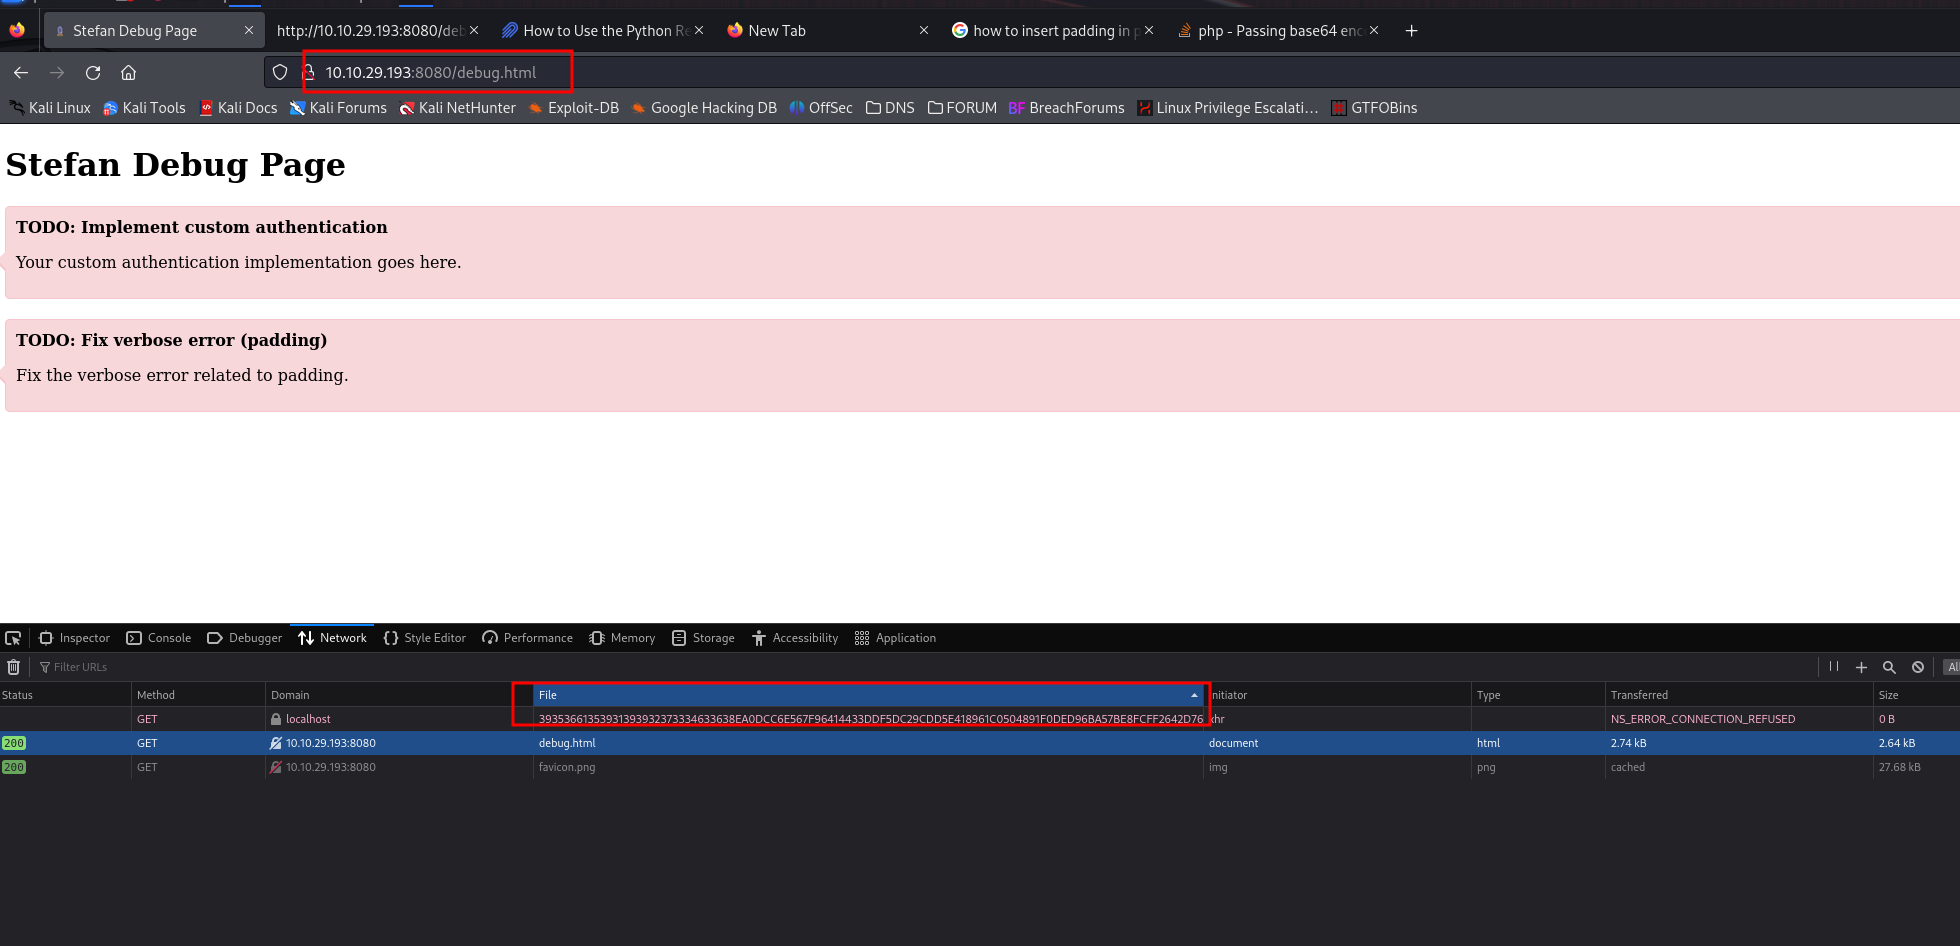 Stefan Debug Page
http://10.10.29.193:8080/deb
How to Use the Python Re
New Tab
how to insert padding in p
php - Passing base64 enc
10.10.29.193:8080/debug.html
Kali Linux
Kali Tools
Kali Docs
Kali Forums
Kali NetHunter
Exploit-DB
Google Hacking DB
OffSec
DNS
FORUM
BF BreachForums
Linux Privilege Escalati…
GTFOBins
Stefan Debug Page
TODO: Implement custom authentication
Your custom authentication implementation goes here.
TODO: Fix verbose error (padding)
Fix the verbose error related to padding.
Inspector Console Debugger Network Style Editor Performance Memory Storage Accessibility Application
Filter URLs All
Status Method Domain File nitiator Type Transferred Size
GET localhost 39353661353931393932373334633638EA0DCC6E567F96414433DDF5DC29CDD5E418961C0504891F0DED96BA57BE8FCFF2642D76 xhr NS_ERROR_CONNECTION_REFUSED 0 B
200 GET 10.10.29.193:8080 debug.html document html 2.74 kB 2.64 kB
200 GET 10.10.29.193:8080 favicon.png img png cached 27.68 kB